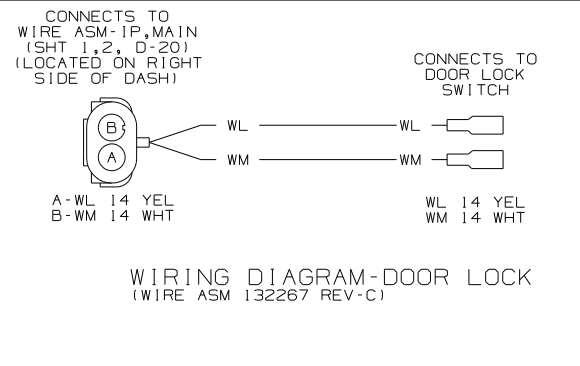 CONNECTS TO
WIRE ASM-IP,MAIN
(SHT 1,2, D-20)
(LOCATED ON RIGHT
SIDE OF DASH)
CONNECTS TO
DOOR LOCK
SWITCH
B
WL WL
A
WM WM
A-WL 14 YEL
B-WM 14 WHT
WL 14 YEL
WM 14 WHT
WIRING DIAGRAM-DOOR LOCK
(WIRE ASM 132267 REV-C)